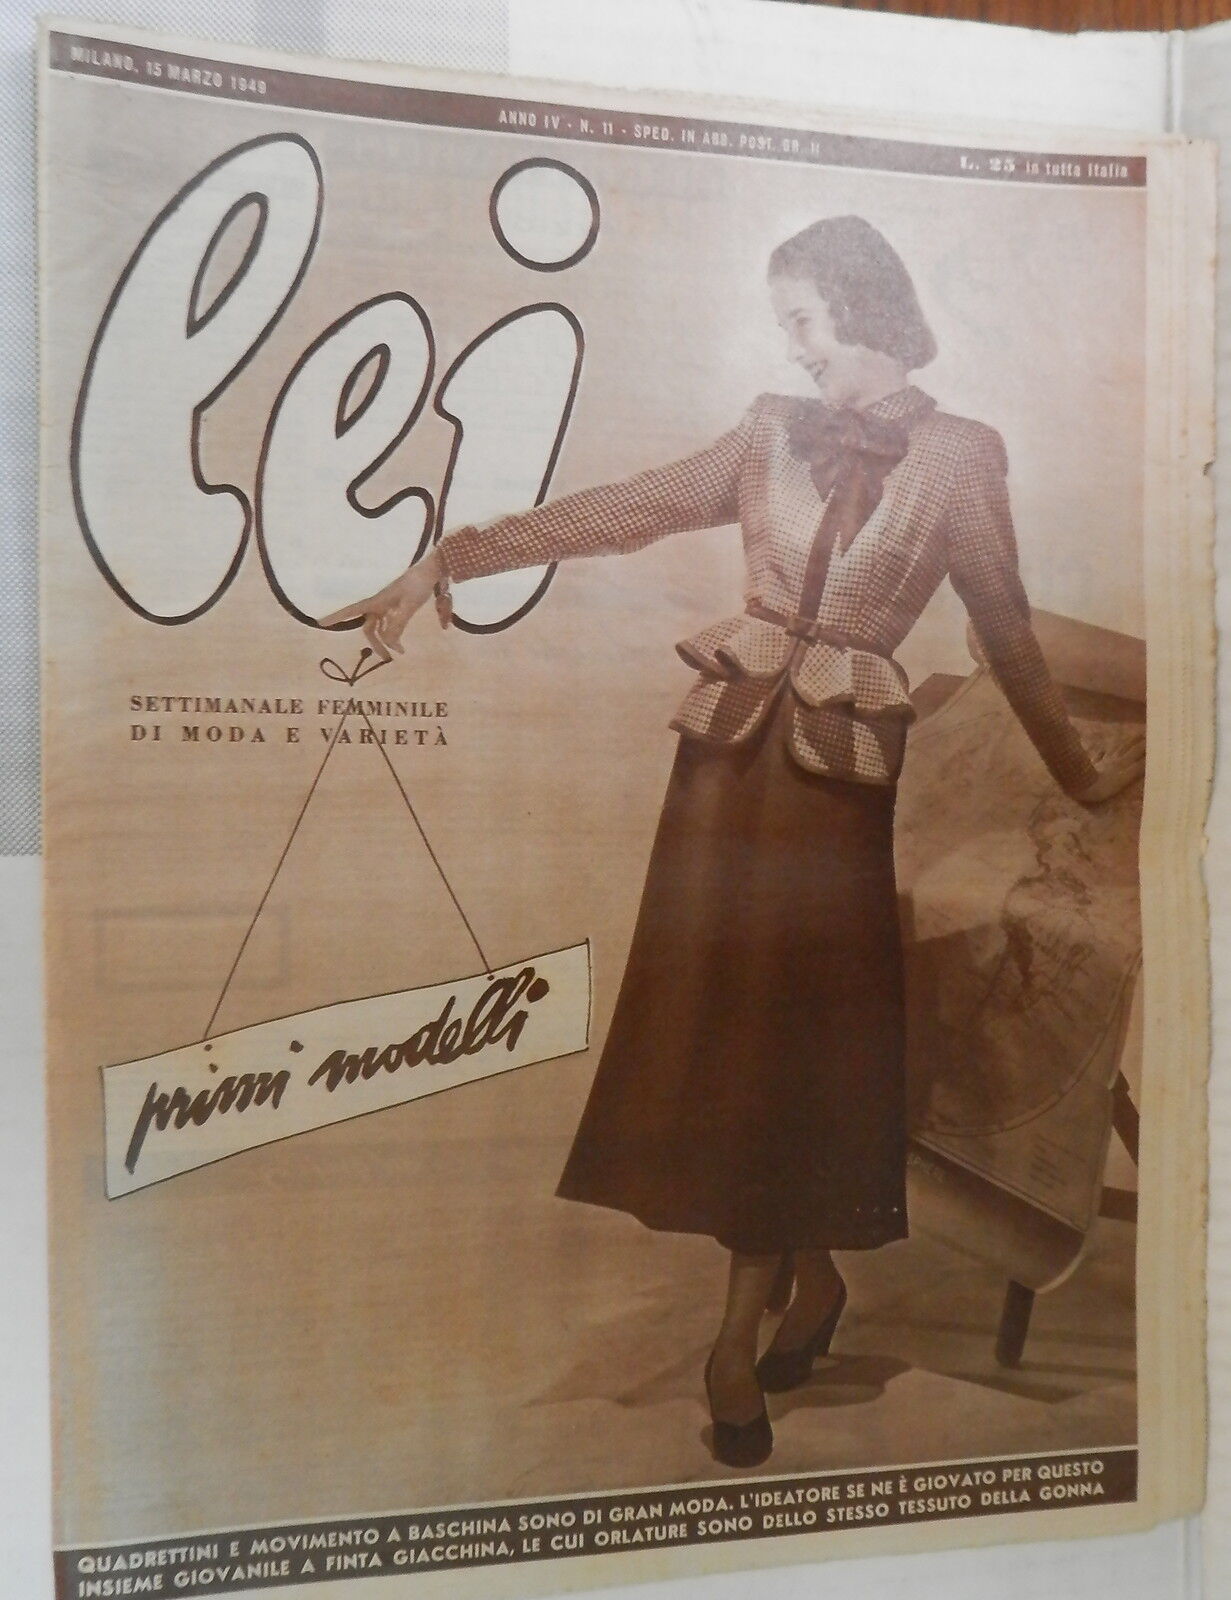 MILANO, 15 MARZO 1949
ANNO IV - N. 11 - SPED. IN ABB. POST. GR. II
L. 25 in tutta Italia
lei
SETTIMANALE FEMMINILE
DI MODA E VARIETÀ
primi modelli
QUADRETTINI E MOVIMENTO A BASCHINA SONO DI GRAN MODA. L'IDEATORE SE NE È GIOVATO PER QUESTO
INSIEME GIOVANILE A FINTA GIACCHINA, LE CUI ORLATURE SONO DELLO STESSO TESSUTO DELLA GONNA